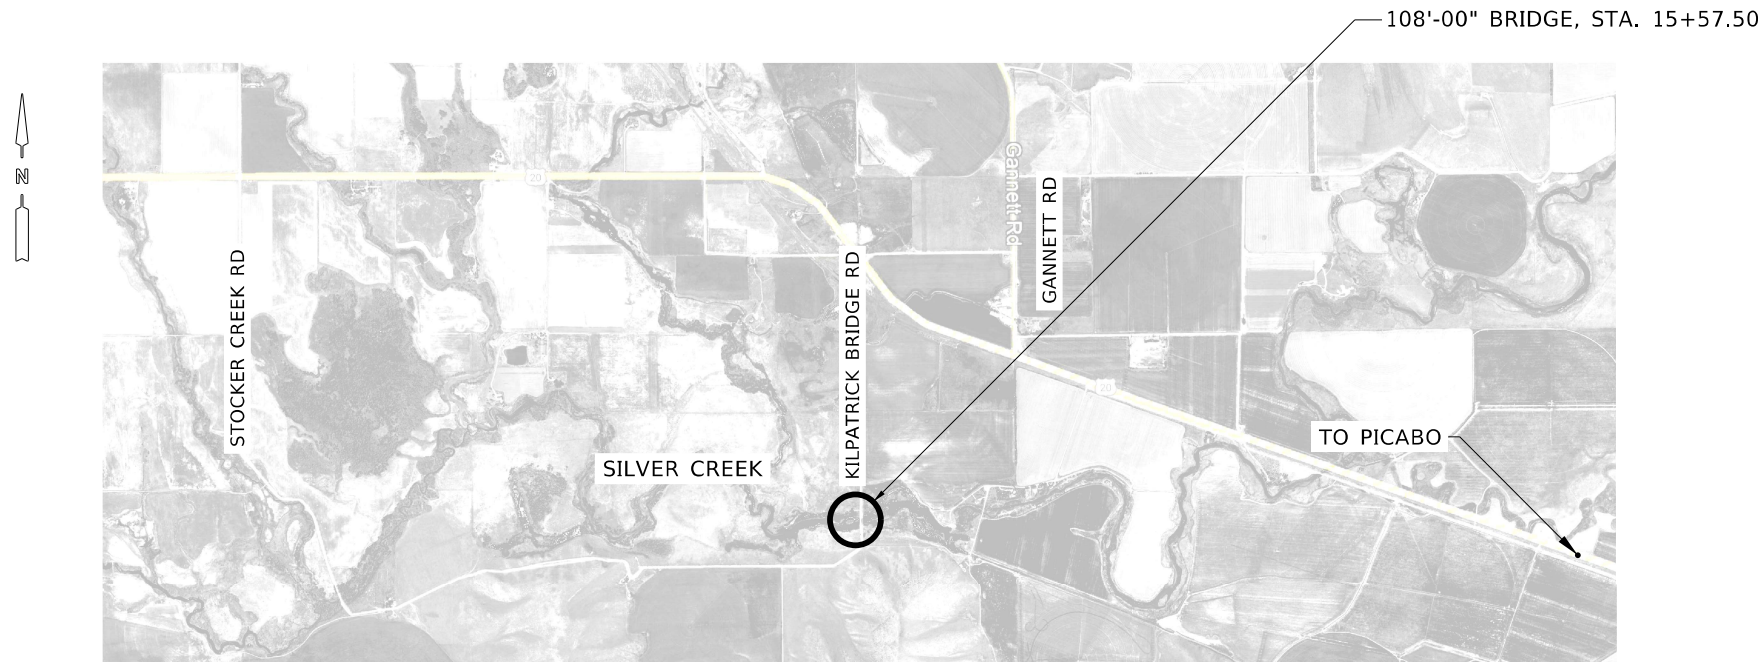 108'-00" BRIDGE, STA. 15+57.50
N
20
Gannett Rd
GANNETT RD
STOCKER CREEK RD
KILPATRICK BRIDGE RD
20
TO PICABO
SILVER CREEK